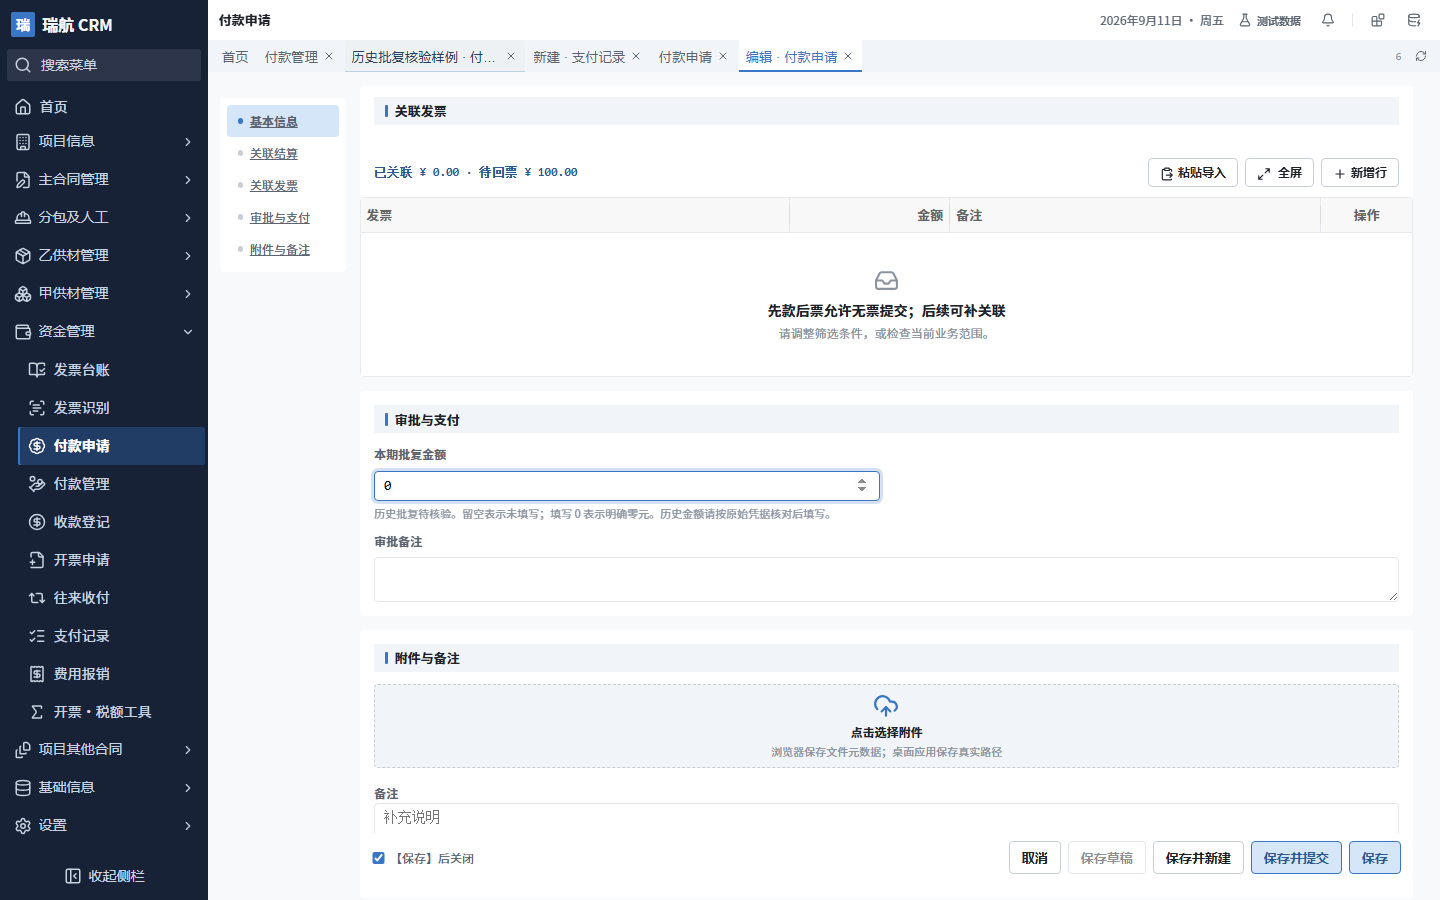 瑞 瑞航 CRM
搜索菜单
首页
项目信息
主合同管理
分包及人工
乙供材管理
甲供材管理
资金管理
发票台账
发票识别
付款申请
付款管理
收款登记
开票申请
往来收付
支付记录
费用报销
开票・税额工具
项目其他合同
基础信息
设置
收起侧栏
付款申请
2026年9月11日 · 周五 测试数据
首页 付款管理 历史批复核验样例 · 付… 新建 · 支付记录 付款申请 编辑 · 付款申请 6
基本信息
关联结算
关联发票
审批与支付
附件与备注
关联发票
已关联 ¥ 0.00 · 待回票 ¥ 100.00 粘贴导入 全屏 新增行
发票 金额 备注 操作
先款后票允许无票提交；后续可补关联
请调整筛选条件，或检查当前业务范围。
审批与支付
本期批复金额
0
历史批复待核验。留空表示未填写；填写 0 表示明确零元。历史金额请按原始凭据核对后填写。
审批备注
附件与备注
点击选择附件
浏览器保存文件元数据；桌面应用保存真实路径
备注
补充说明
【保存】后关闭 取消 保存草稿 保存并新建 保存并提交 保存